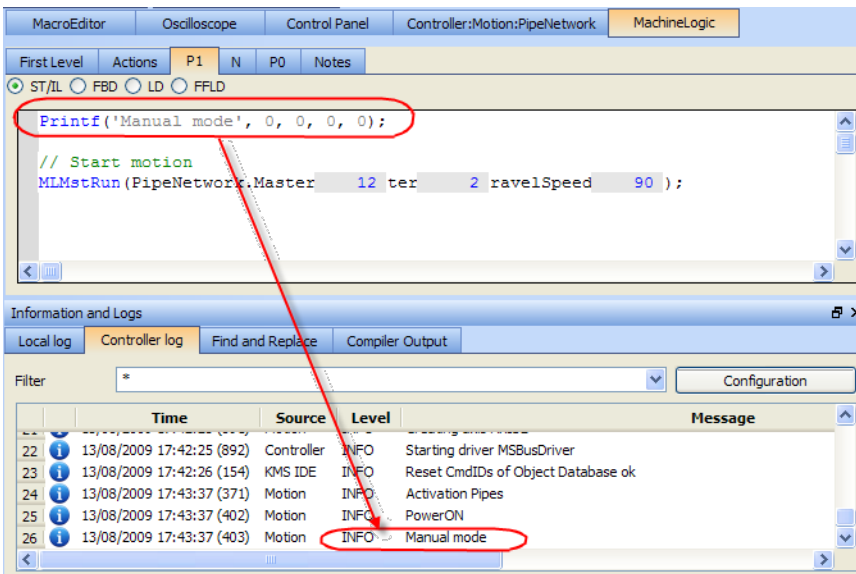 MacroEditor Oscilloscope Control Panel Controller:Motion:PipeNetwork MachineLogic
First Level Actions P1 N P0 Notes
ST/IL FBD LD FFLD
Printf('Manual mode', 0, 0, 0, 0);
// Start motion
MLMstRun(PipeNetwork.Master 12 ter 2 ravelSpeed 90 );
Information and Logs
Local log Controller log Find and Replace Compiler Output
Filter * Configuration
Time Source Level Message
22 13/08/2009 17:42:25 (892) Controller INFO Starting driver MSBusDriver
23 13/08/2009 17:42:26 (154) KMS IDE INFO Reset CmdIDs of Object Database ok
24 13/08/2009 17:43:37 (371) Motion INFO Activation Pipes
25 13/08/2009 17:43:37 (402) Motion INFO PowerON
26 13/08/2009 17:43:37 (403) Motion INFO Manual mode